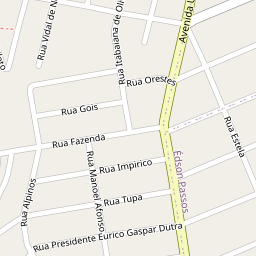 Rua Vidal de Ne
Rua Itabaiana de Oli
Avenida U
Rua Orestes
Rua Gois
Rua Estela
Rua Fazenda
Édson Passos
Rua Impirico
Rua Alpinos
Rua Manoel Afonso
Rua Tupa
Rua Presidente Eurico Gaspar Dutra